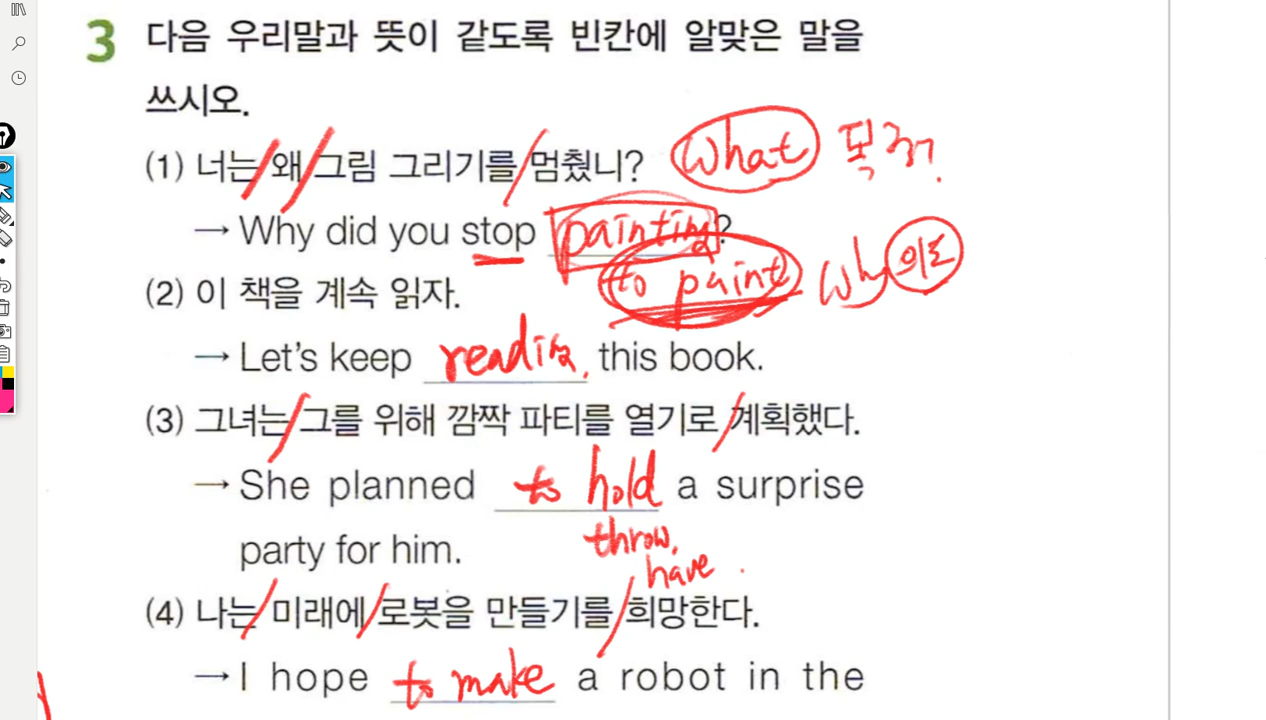 3 다음 우리말과 뜻이 같도록 빈칸에 알맞은 말을
쓰시오.
(1) 너는 왜 그림 그리기를 멈췄니? what 목적?
→ Why did you stop painting?
to paint why 의도
(2) 이 책을 계속 읽자.
→ Let's keep reading this book.
(3) 그녀는 그를 위해 깜짝 파티를 열기로 계획했다.
→ She planned to hold a surprise
throw,
party for him.
have
(4) 나는 미래에 로봇을 만들기를 희망한다.
→ I hope to make a robot in the